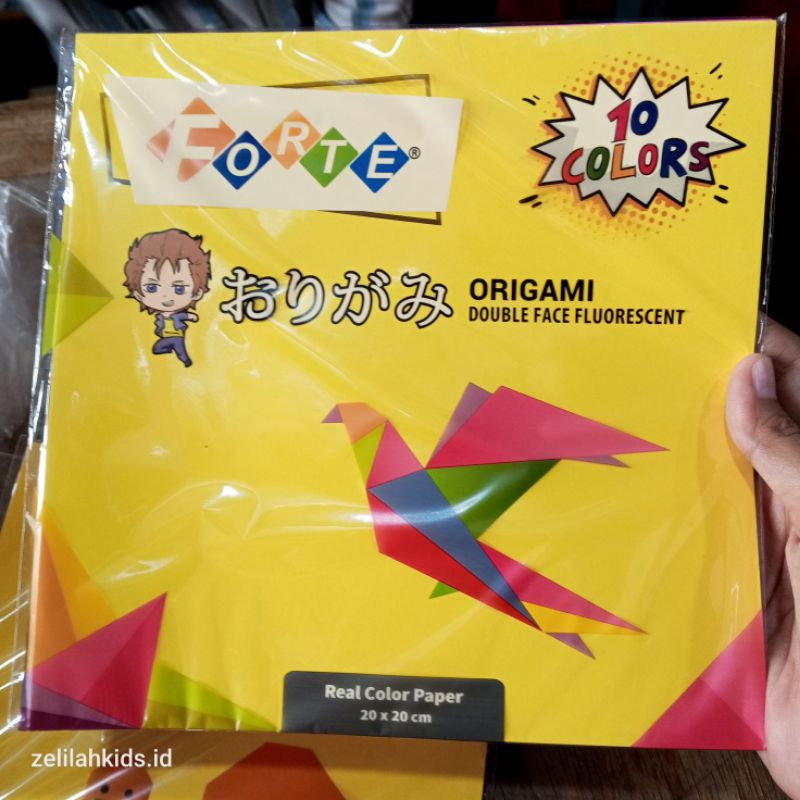 FORTE®
10
COLORS
おりがみ
ORIGAMI
DOUBLE FACE FLUORESCENT
Real Color Paper
20 x 20 cm
zelilahkids.id